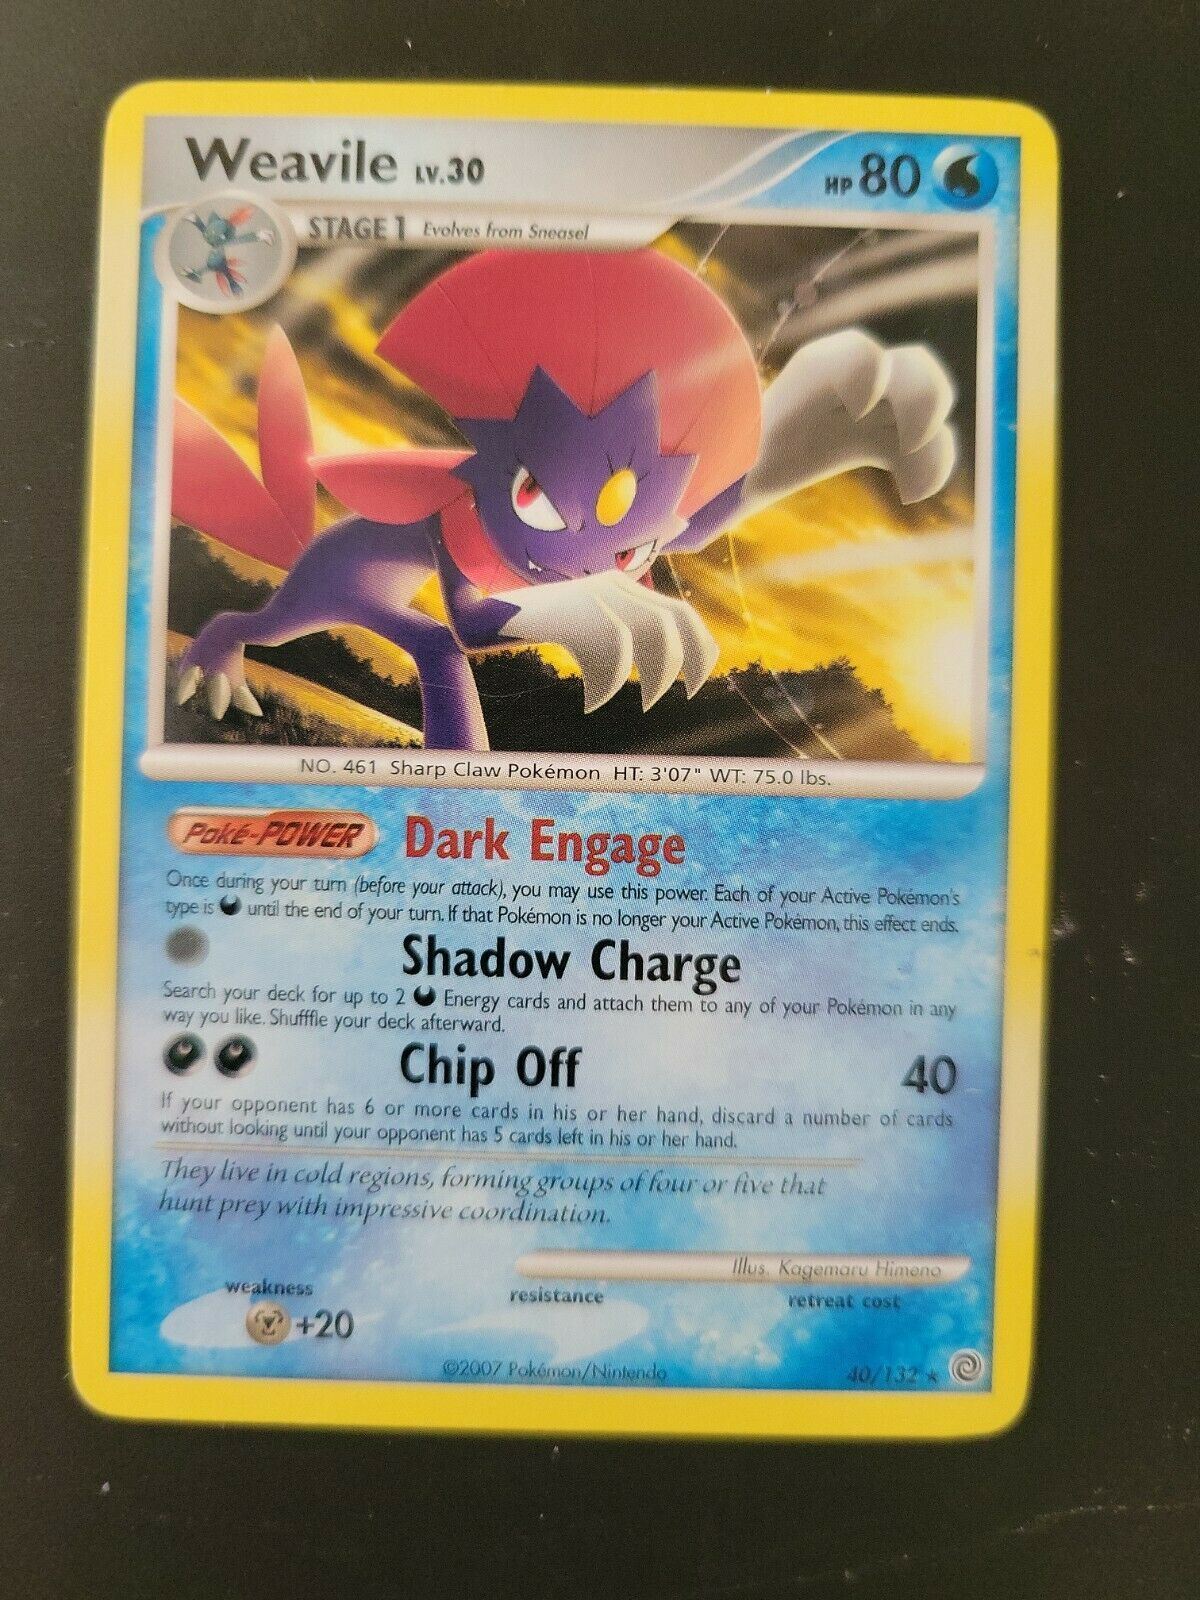 Weavile LV.30
HP 80
STAGE 1 Evolves from Sneasel
NO. 461 Sharp Claw Pokémon HT: 3'07" WT: 75.0 lbs.
Poké-POWER Dark Engage
Once during your turn (before your attack), you may use this power. Each of your Active Pokémon's
type is until the end of your turn. If that Pokémon is no longer your Active Pokémon, this effect ends.
Shadow Charge
Search your deck for up to 2 Energy cards and attach them to any of your Pokémon in any
way you like. Shufffle your deck afterward.
Chip Off 40
If your opponent has 6 or more cards in his or her hand, discard a number of cards
without looking until your opponent has 5 cards left in his or her hand.
They live in cold regions, forming groups of four or five that
hunt prey with impressive coordination.
Illus. Kagemaru Himeno
weakness resistance retreat cost
+20
©2007 Pokémon/Nintendo 40/132 ★